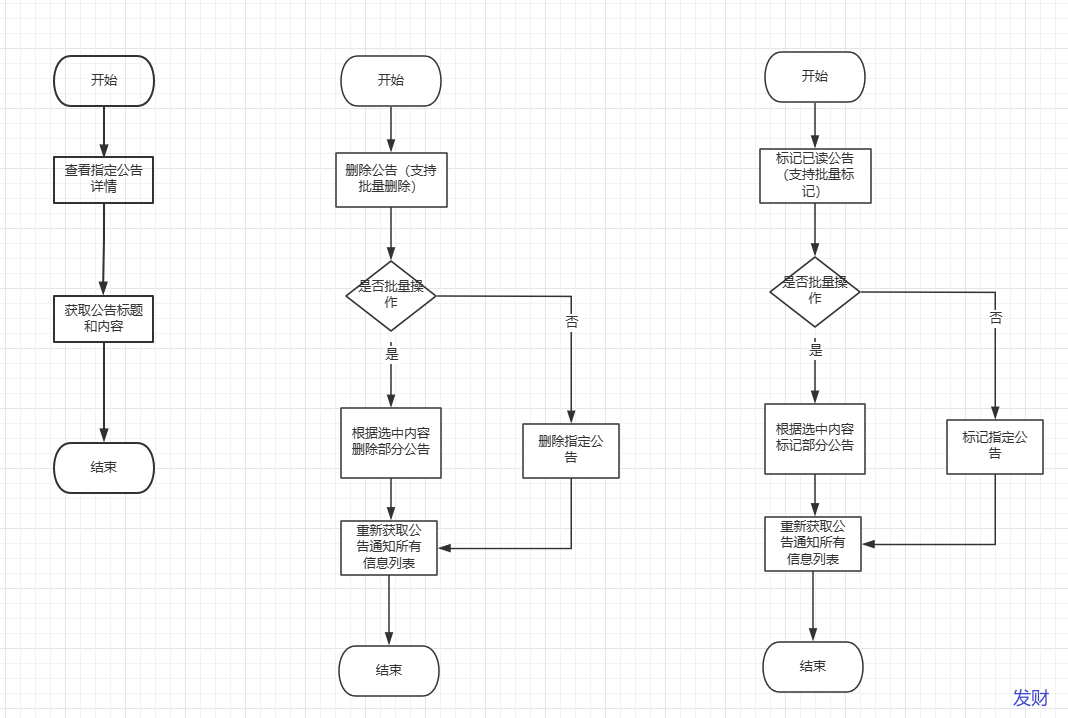 开始
查看指定公告
详情
获取公告标题
和内容
结束
开始
删除公告（支持
批量删除）
是否批量操
作
否
是
根据选中内容
删除部分公告
删除指定公
告
重新获取公
告通知所有
信息列表
结束
开始
标记已读公告
（支持批量标
记）
是否批量操
作
否
是
根据选中内容
标记部分公告
标记指定公
告
重新获取公
告通知所有
信息列表
结束
发财